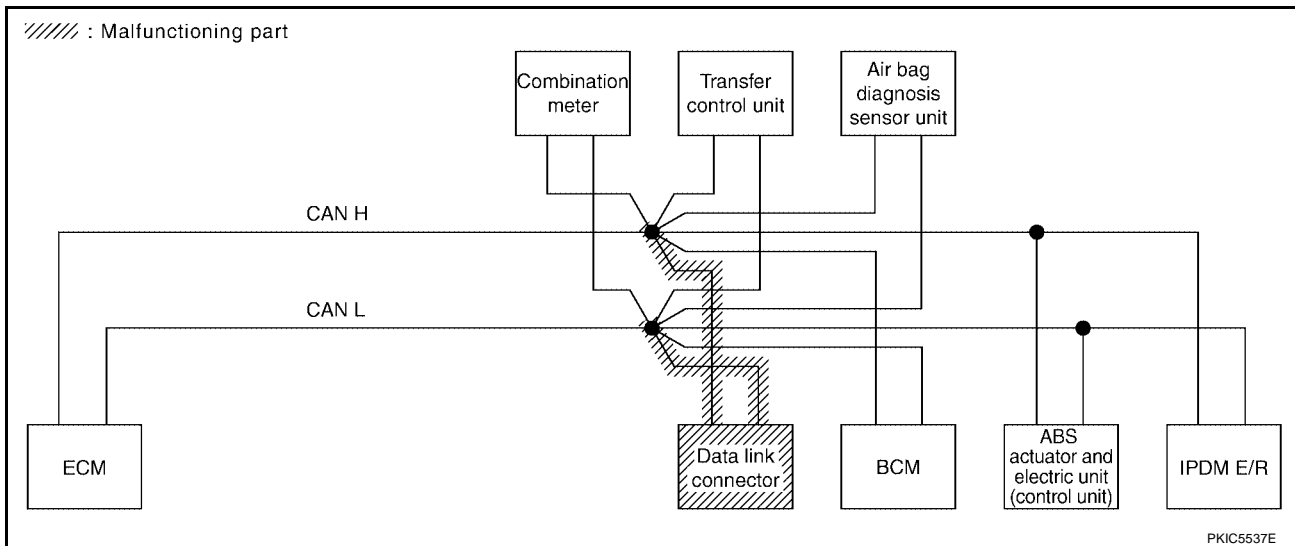 : Malfunctioning part
Combination
meter
Transfer
control unit
Air bag
diagnosis
sensor unit
CAN H
CAN L
ECM
Data link
connector
BCM
ABS
actuator and
electric unit
(control unit)
IPDM E/R
PKIC5537E